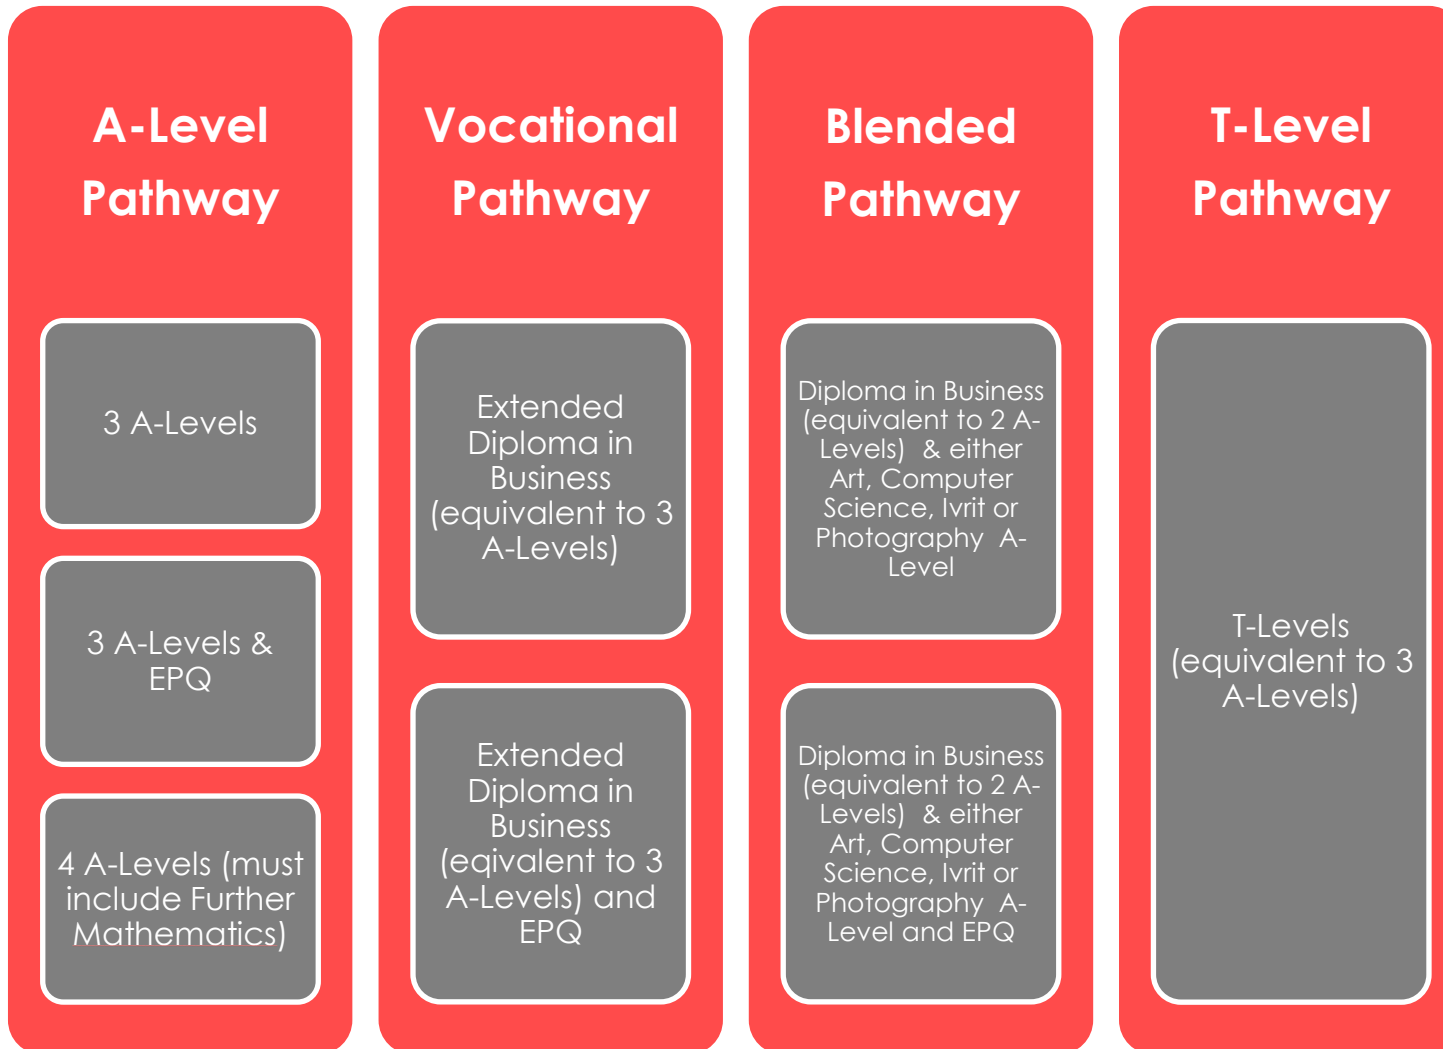 A-Level
Pathway
3 A-Levels
3 A-Levels &
EPQ
4 A-Levels (must
include Further
Mathematics)
Vocational
Pathway
Extended
Diploma in
Business
(equivalent to 3
A-Levels)
Extended
Diploma in
Business
(eqivalent to 3
A-Levels) and
EPQ
Blended
Pathway
Diploma in Business
(equivalent to 2 A-
Levels) & either
Art, Computer
Science, Ivrit or
Photography A-
Level
Diploma in Business
(equivalent to 2 A-
Levels) & either
Art, Computer
Science, Ivrit or
Photography A-
Level and EPQ
T-Level
Pathway
T-Levels
(equivalent to 3
A-Levels)